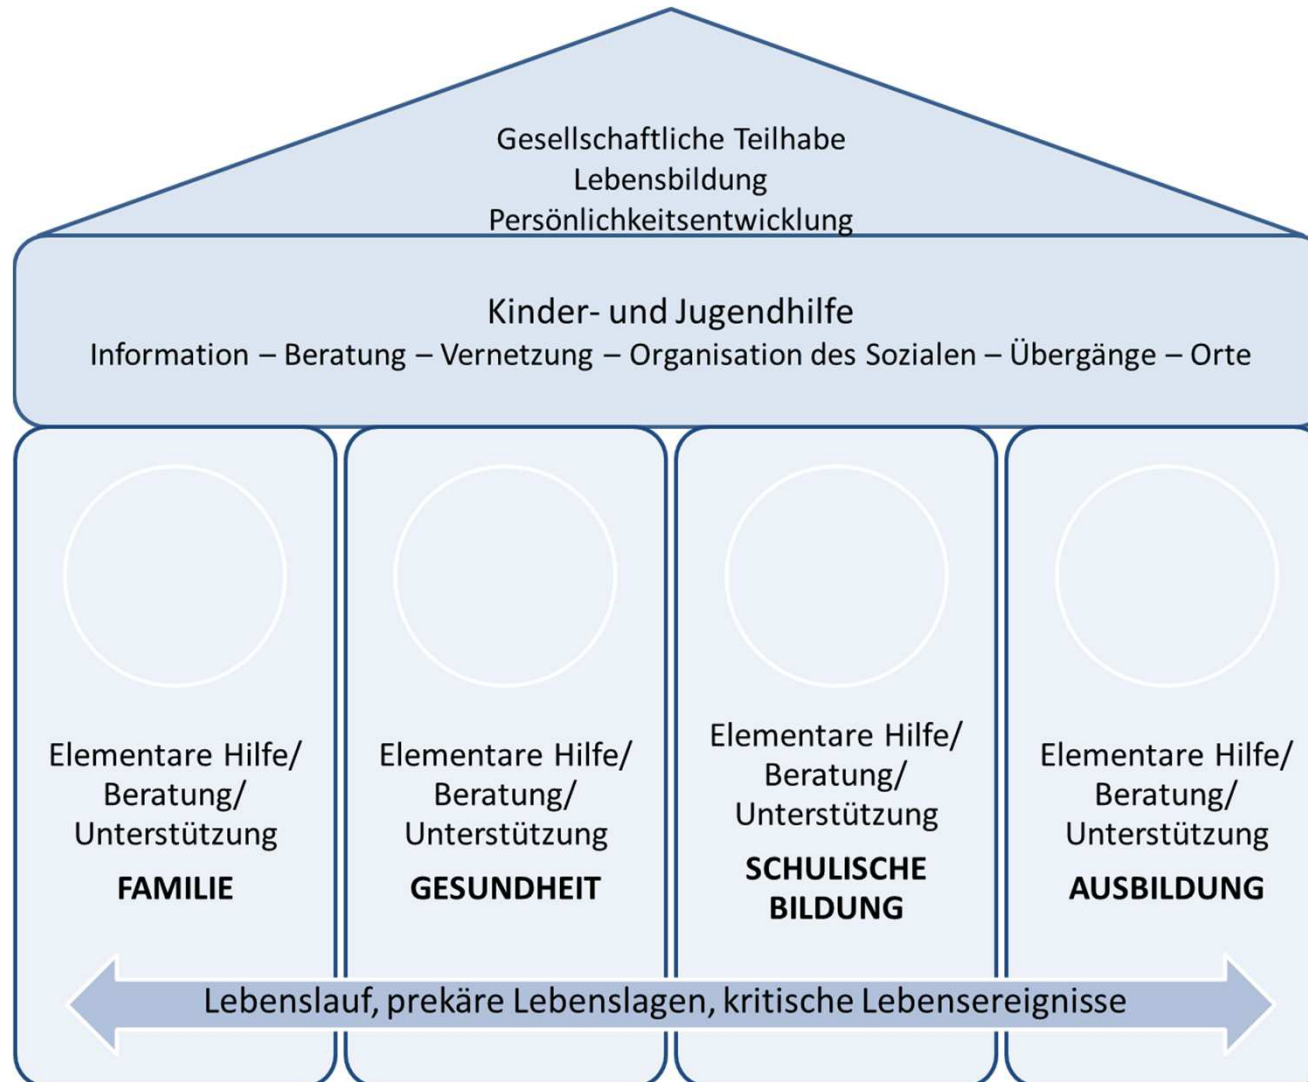 Gesellschaftliche Teilhabe
Lebensbildung
Persönlichkeitsentwicklung
Kinder- und Jugendhilfe
Information – Beratung – Vernetzung – Organisation des Sozialen – Übergänge – Orte
Elementare Hilfe/
Beratung/
Unterstützung
FAMILIE
Elementare Hilfe/
Beratung/
Unterstützung
GESUNDHEIT
Elementare Hilfe/
Beratung/
Unterstützung
SCHULISCHE
BILDUNG
Elementare Hilfe/
Beratung/
Unterstützung
AUSBILDUNG
Lebenslauf, prekäre Lebenslagen, kritische Lebensereignisse